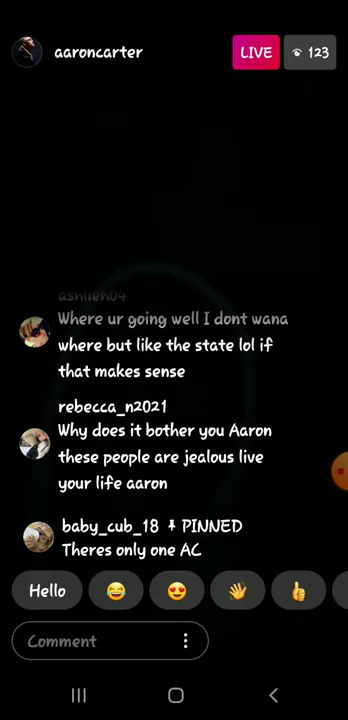 aaroncarter
LIVE
123
ashlieh04
Where ur going well I dont wana
where but like the state lol if
that makes sense
rebecca_n2021
Why does it bother you Aaron
these people are jealous live
your life aaron
baby_cub_18 PINNED
Theres only one AC
Hello
Comment